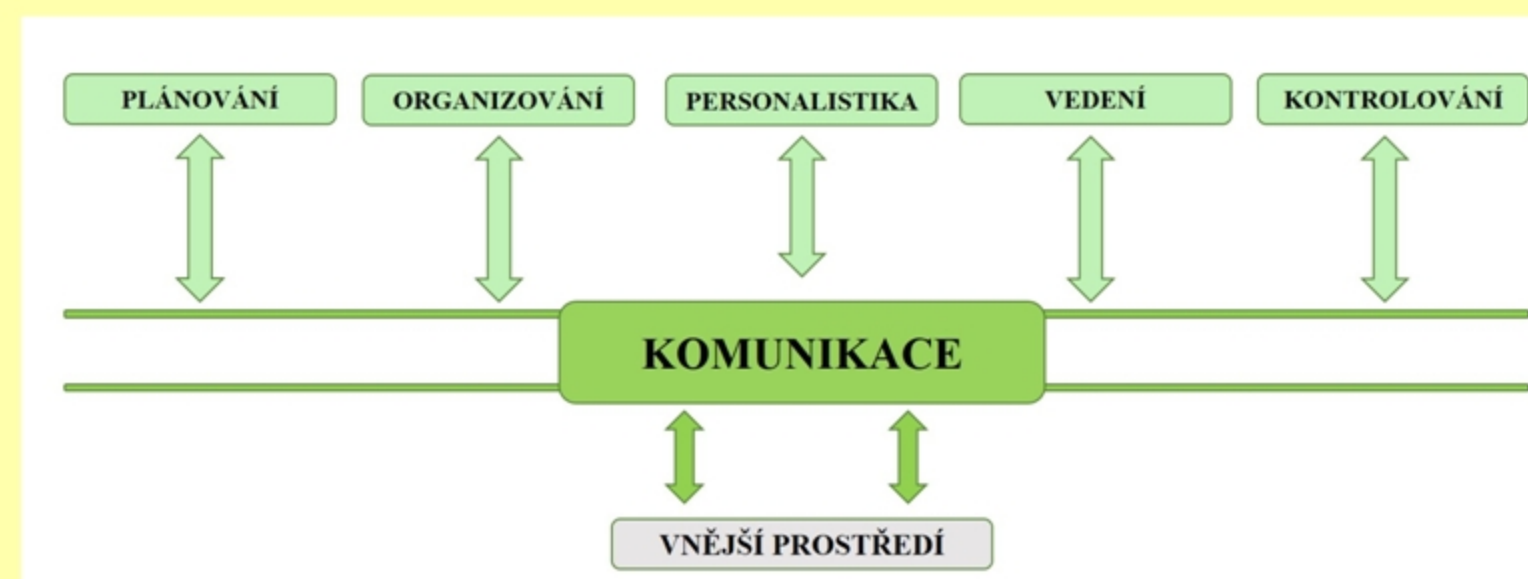 PLÁNOVÁNÍ
ORGANIZOVÁNÍ
PERSONALISTIKA
VEDENÍ
KONTROLOVÁNÍ
KOMUNIKACE
VNĚJŠÍ PROSTŘEDÍ